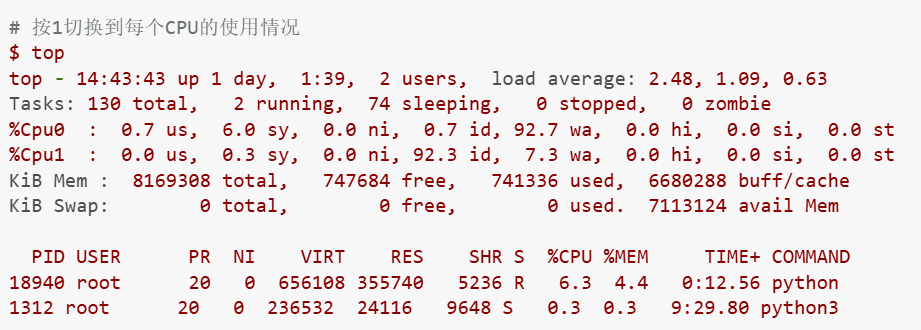 # 按1切换到每个CPU的使用情况
$ top
top - 14:43:43 up 1 day,  1:39,  2 users,  load average: 2.48, 1.09, 0.63
Tasks: 130 total,   2 running,  74 sleeping,   0 stopped,   0 zombie
%Cpu0  :  0.7 us,  6.0 sy,  0.0 ni,  0.7 id, 92.7 wa,  0.0 hi,  0.0 si,  0.0 st
%Cpu1  :  0.0 us,  0.3 sy,  0.0 ni, 92.3 id,  7.3 wa,  0.0 hi,  0.0 si,  0.0 st
KiB Mem :  8169308 total,   747684 free,   741336 used,  6680288 buff/cache
KiB Swap:        0 total,        0 free,        0 used.  7113124 avail Mem
  PID USER      PR  NI    VIRT    RES    SHR S  %CPU %MEM     TIME+ COMMAND
18940 root      20   0  656108 355740   5236 R   6.3  4.4   0:12.56 python
1312 root      20   0  236532  24116   9648 S   0.3  0.3   9:29.80 python3